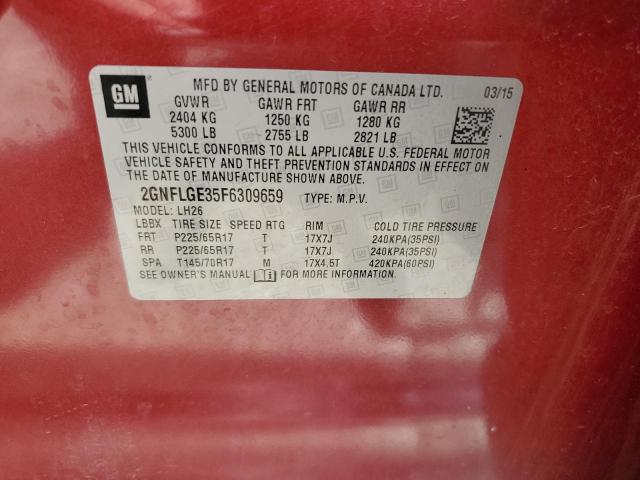 GM
MFD BY GENERAL MOTORS OF CANADA LTD. 03/15
GVWR GAWR FRT GAWR RR
2404 KG 1250 KG 1280 KG
5300 LB 2755 LB 2821 LB
THIS VEHICLE CONFORMS TO ALL APPLICABLE U.S. FEDERAL MOTOR
VEHICLE SAFETY AND THEFT PREVENTION STANDARDS IN EFFECT ON
THE DATE OF MANUFACTURE SHOWN ABOVE.
2GNFLGE35F6309659 TYPE: M.P.V.
MODEL: LH26
LBBX TIRE SIZE SPEED RTG RIM COLD TIRE PRESSURE
FRT P225/65R17 T 17X7J 240KPA(35PSI)
RR P225/65R17 T 17X7J 240KPA(35PSI)
SPA T145/70R17 M 17X4.5T 420KPA(60PSI)
SEE OWNER'S MANUAL FOR MORE INFORMATION.